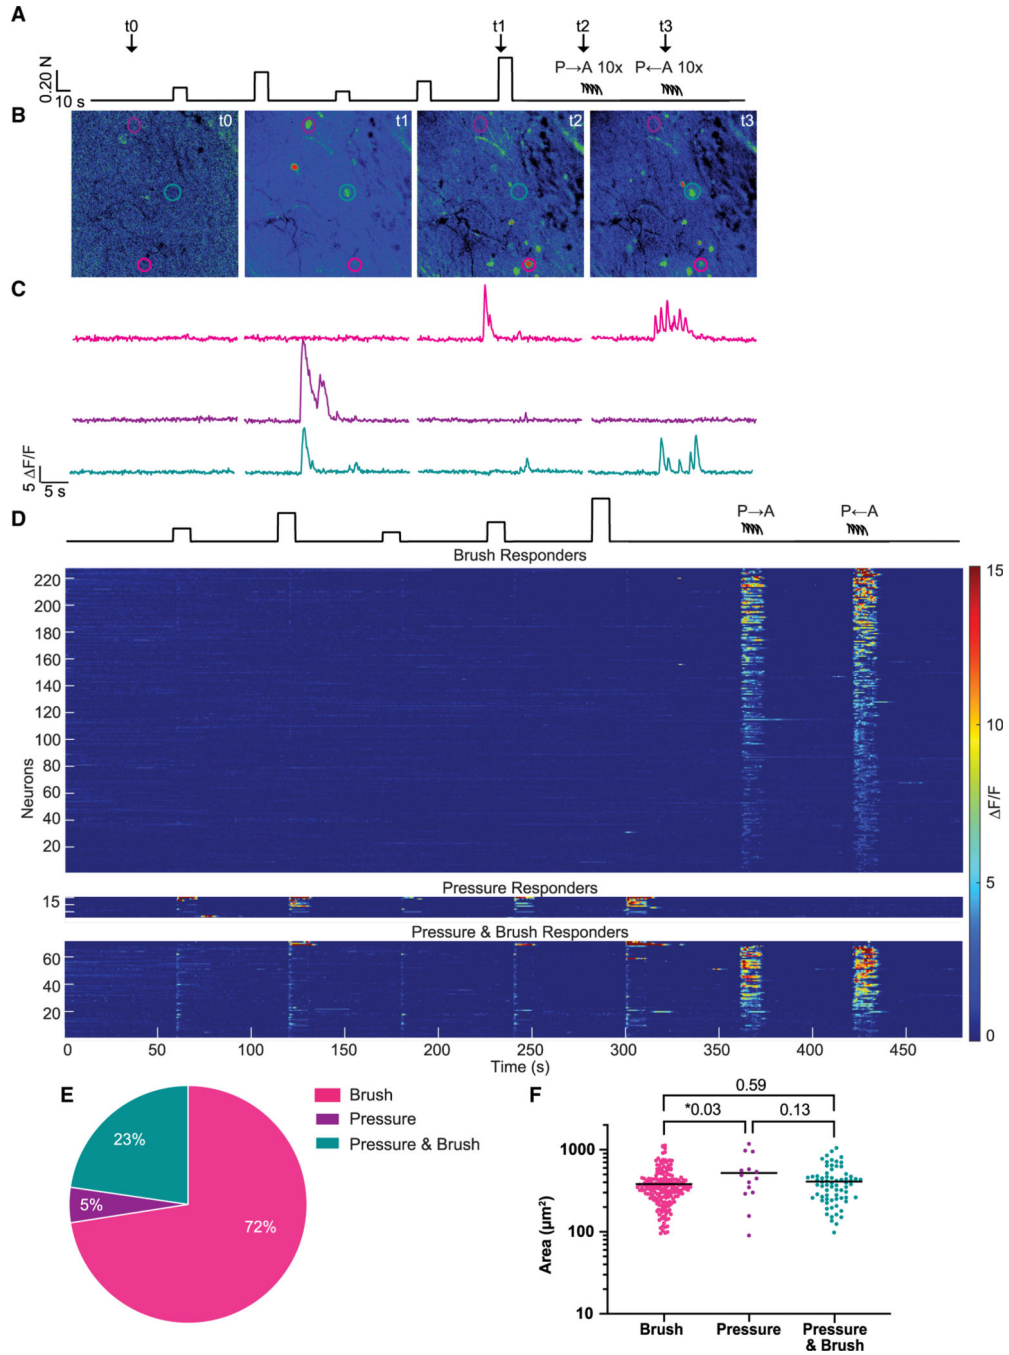 A
t0
t1
t2
t3
P→A 10x
P←A 10x
0.20 N
10 s
B
t0
t1
t2
t3
C
5 ΔF/F
5 s
D
P→A
P←A
Brush Responders
15
10
5
0
ΔF/F
220
200
180
160
140
120
100
80
60
40
20
Neurons
Pressure Responders
15
Pressure & Brush Responders
60
40
20
0
50
100
150
200
250
300
350
400
450
Time (s)
E
23%
5%
72%
Brush
Pressure
Pressure & Brush
F
0.59
*0.03
0.13
1000
100
10
Area (μm²)
Brush
Pressure
Pressure
& Brush